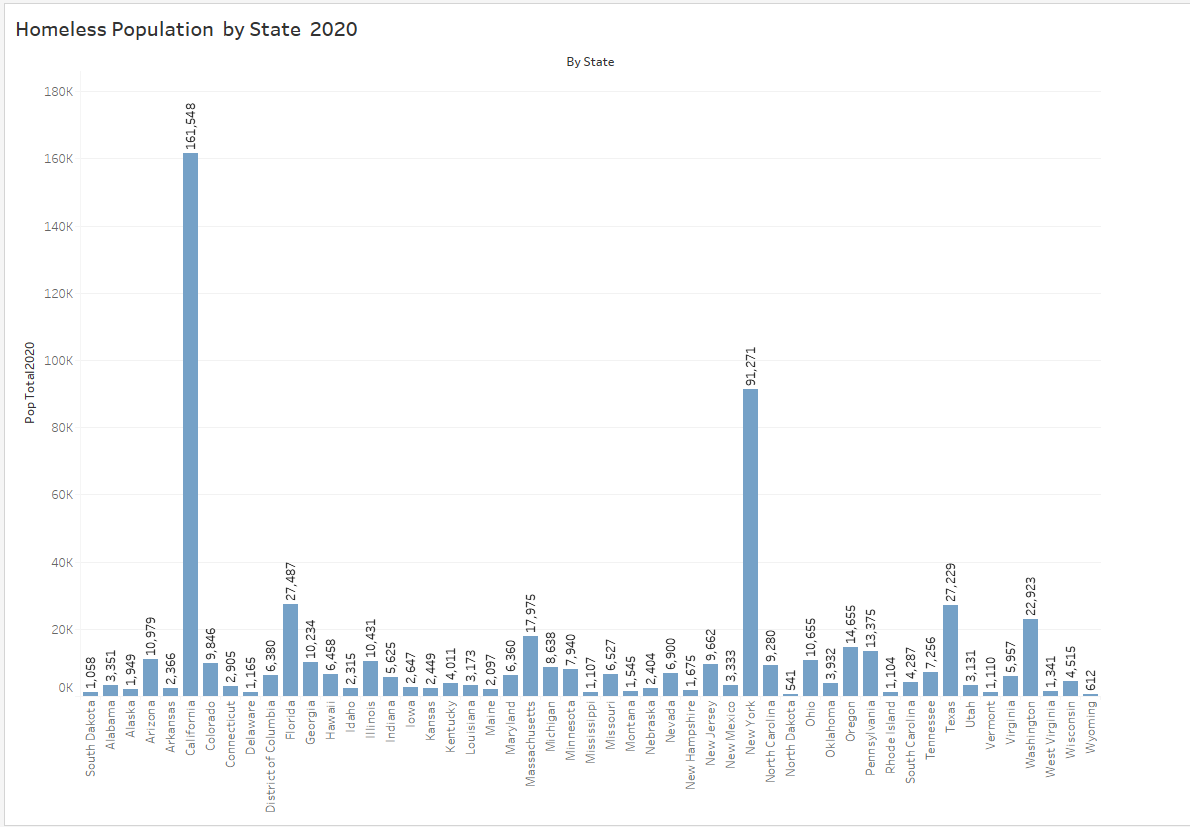 Homeless Population by State 2020
By State
Pop Total2020
180K
160K
140K
120K
100K
80K
60K
40K
20K
0K
1,058
3,351
1,949
10,979
2,366
161,548
9,846
2,905
1,165
6,380
27,487
10,234
6,458
2,315
10,431
5,625
2,647
2,449
4,011
3,173
2,097
6,360
17,975
8,638
7,940
1,107
6,527
1,545
2,404
6,900
1,675
9,662
3,333
91,271
9,280
541
10,655
3,932
14,655
13,375
1,104
4,287
7,256
27,229
3,131
1,110
5,957
22,923
1,341
4,515
612
South Dakota
Alabama
Alaska
Arizona
Arkansas
California
Colorado
Connecticut
Delaware
District of Columbia
Florida
Georgia
Hawaii
Idaho
Illinois
Indiana
Iowa
Kansas
Kentucky
Louisiana
Maine
Maryland
Massachusetts
Michigan
Minnesota
Mississippi
Missouri
Montana
Nebraska
Nevada
New Hampshire
New Jersey
New Mexico
New York
North Carolina
North Dakota
Ohio
Oklahoma
Oregon
Pennsylvania
Rhode Island
South Carolina
Tennessee
Texas
Utah
Vermont
Virginia
Washington
West Virginia
Wisconsin
Wyoming